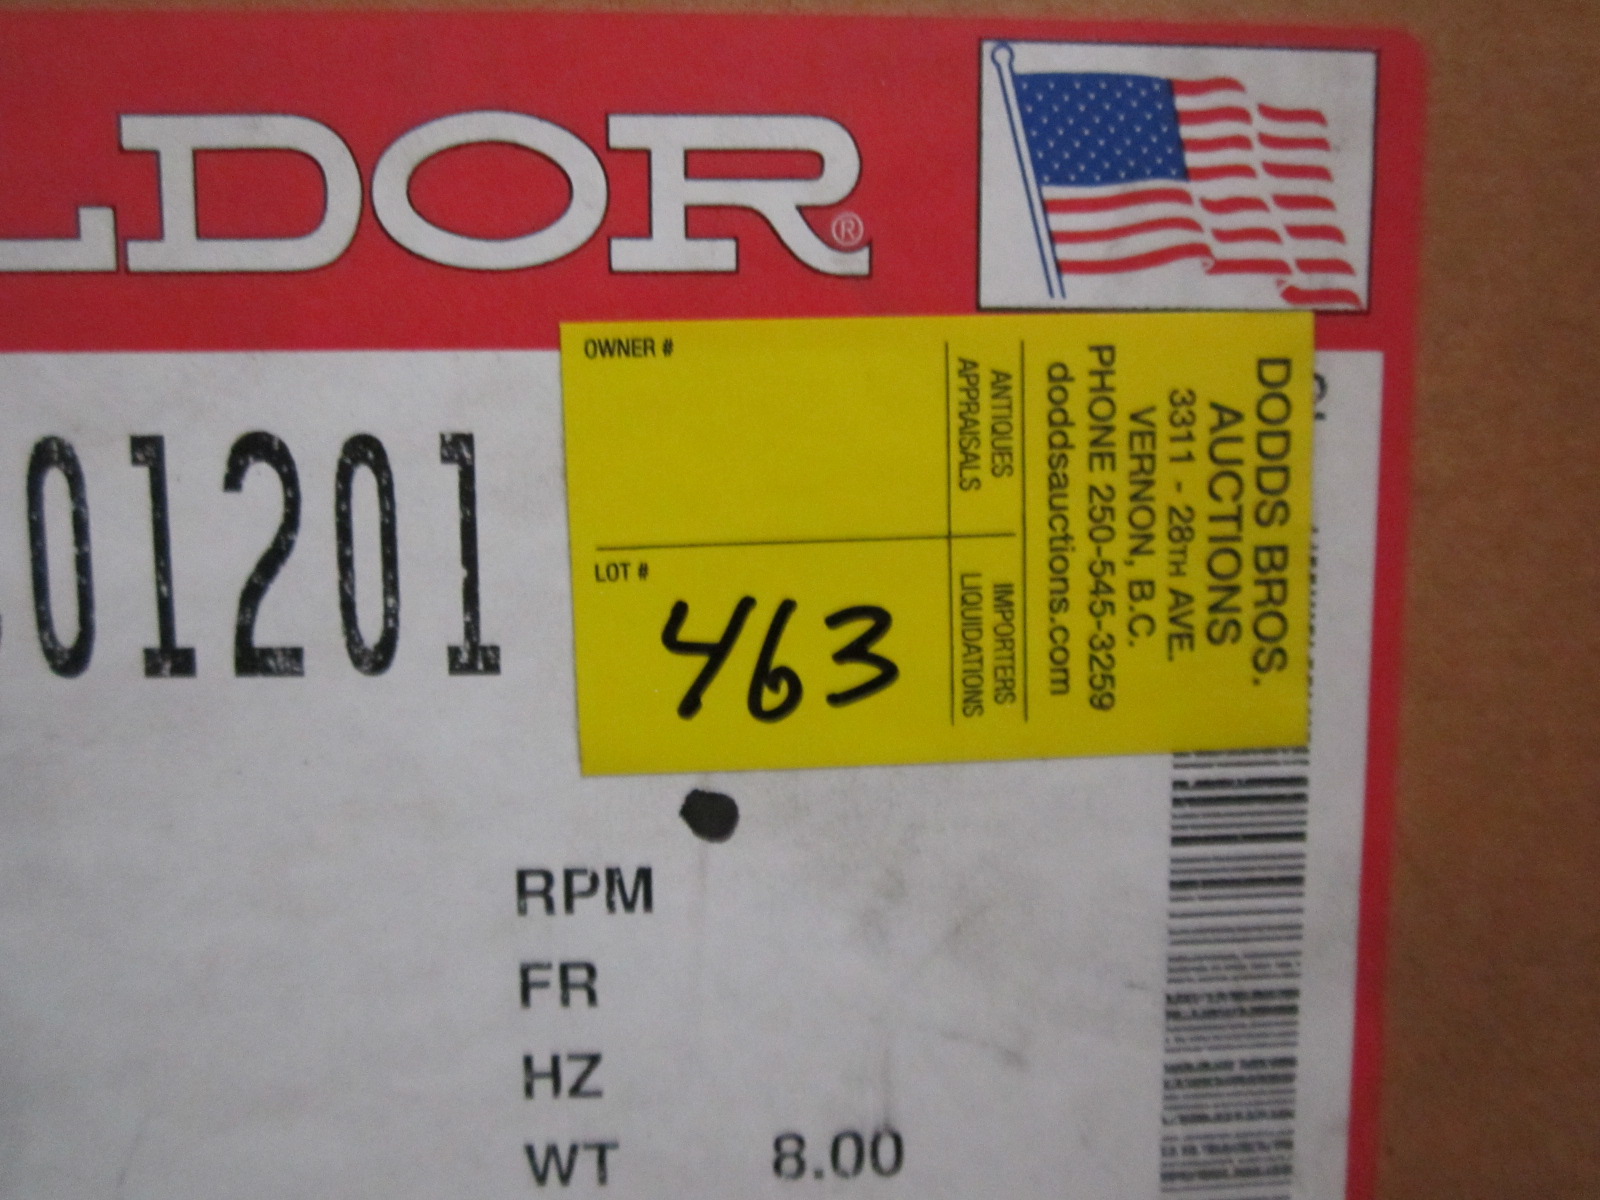 LDOR®
01201
OWNER #
LOT #
463
ANTIQUES
APPRAISALS
IMPORTERS
LIQUIDATIONS
DODDS BROS.
AUCTIONS
3311 - 28TH AVE.
VERNON, B.C.
PHONE 250-545-3259
doddsauctions.com
RPM
FR
HZ
WT 8.00